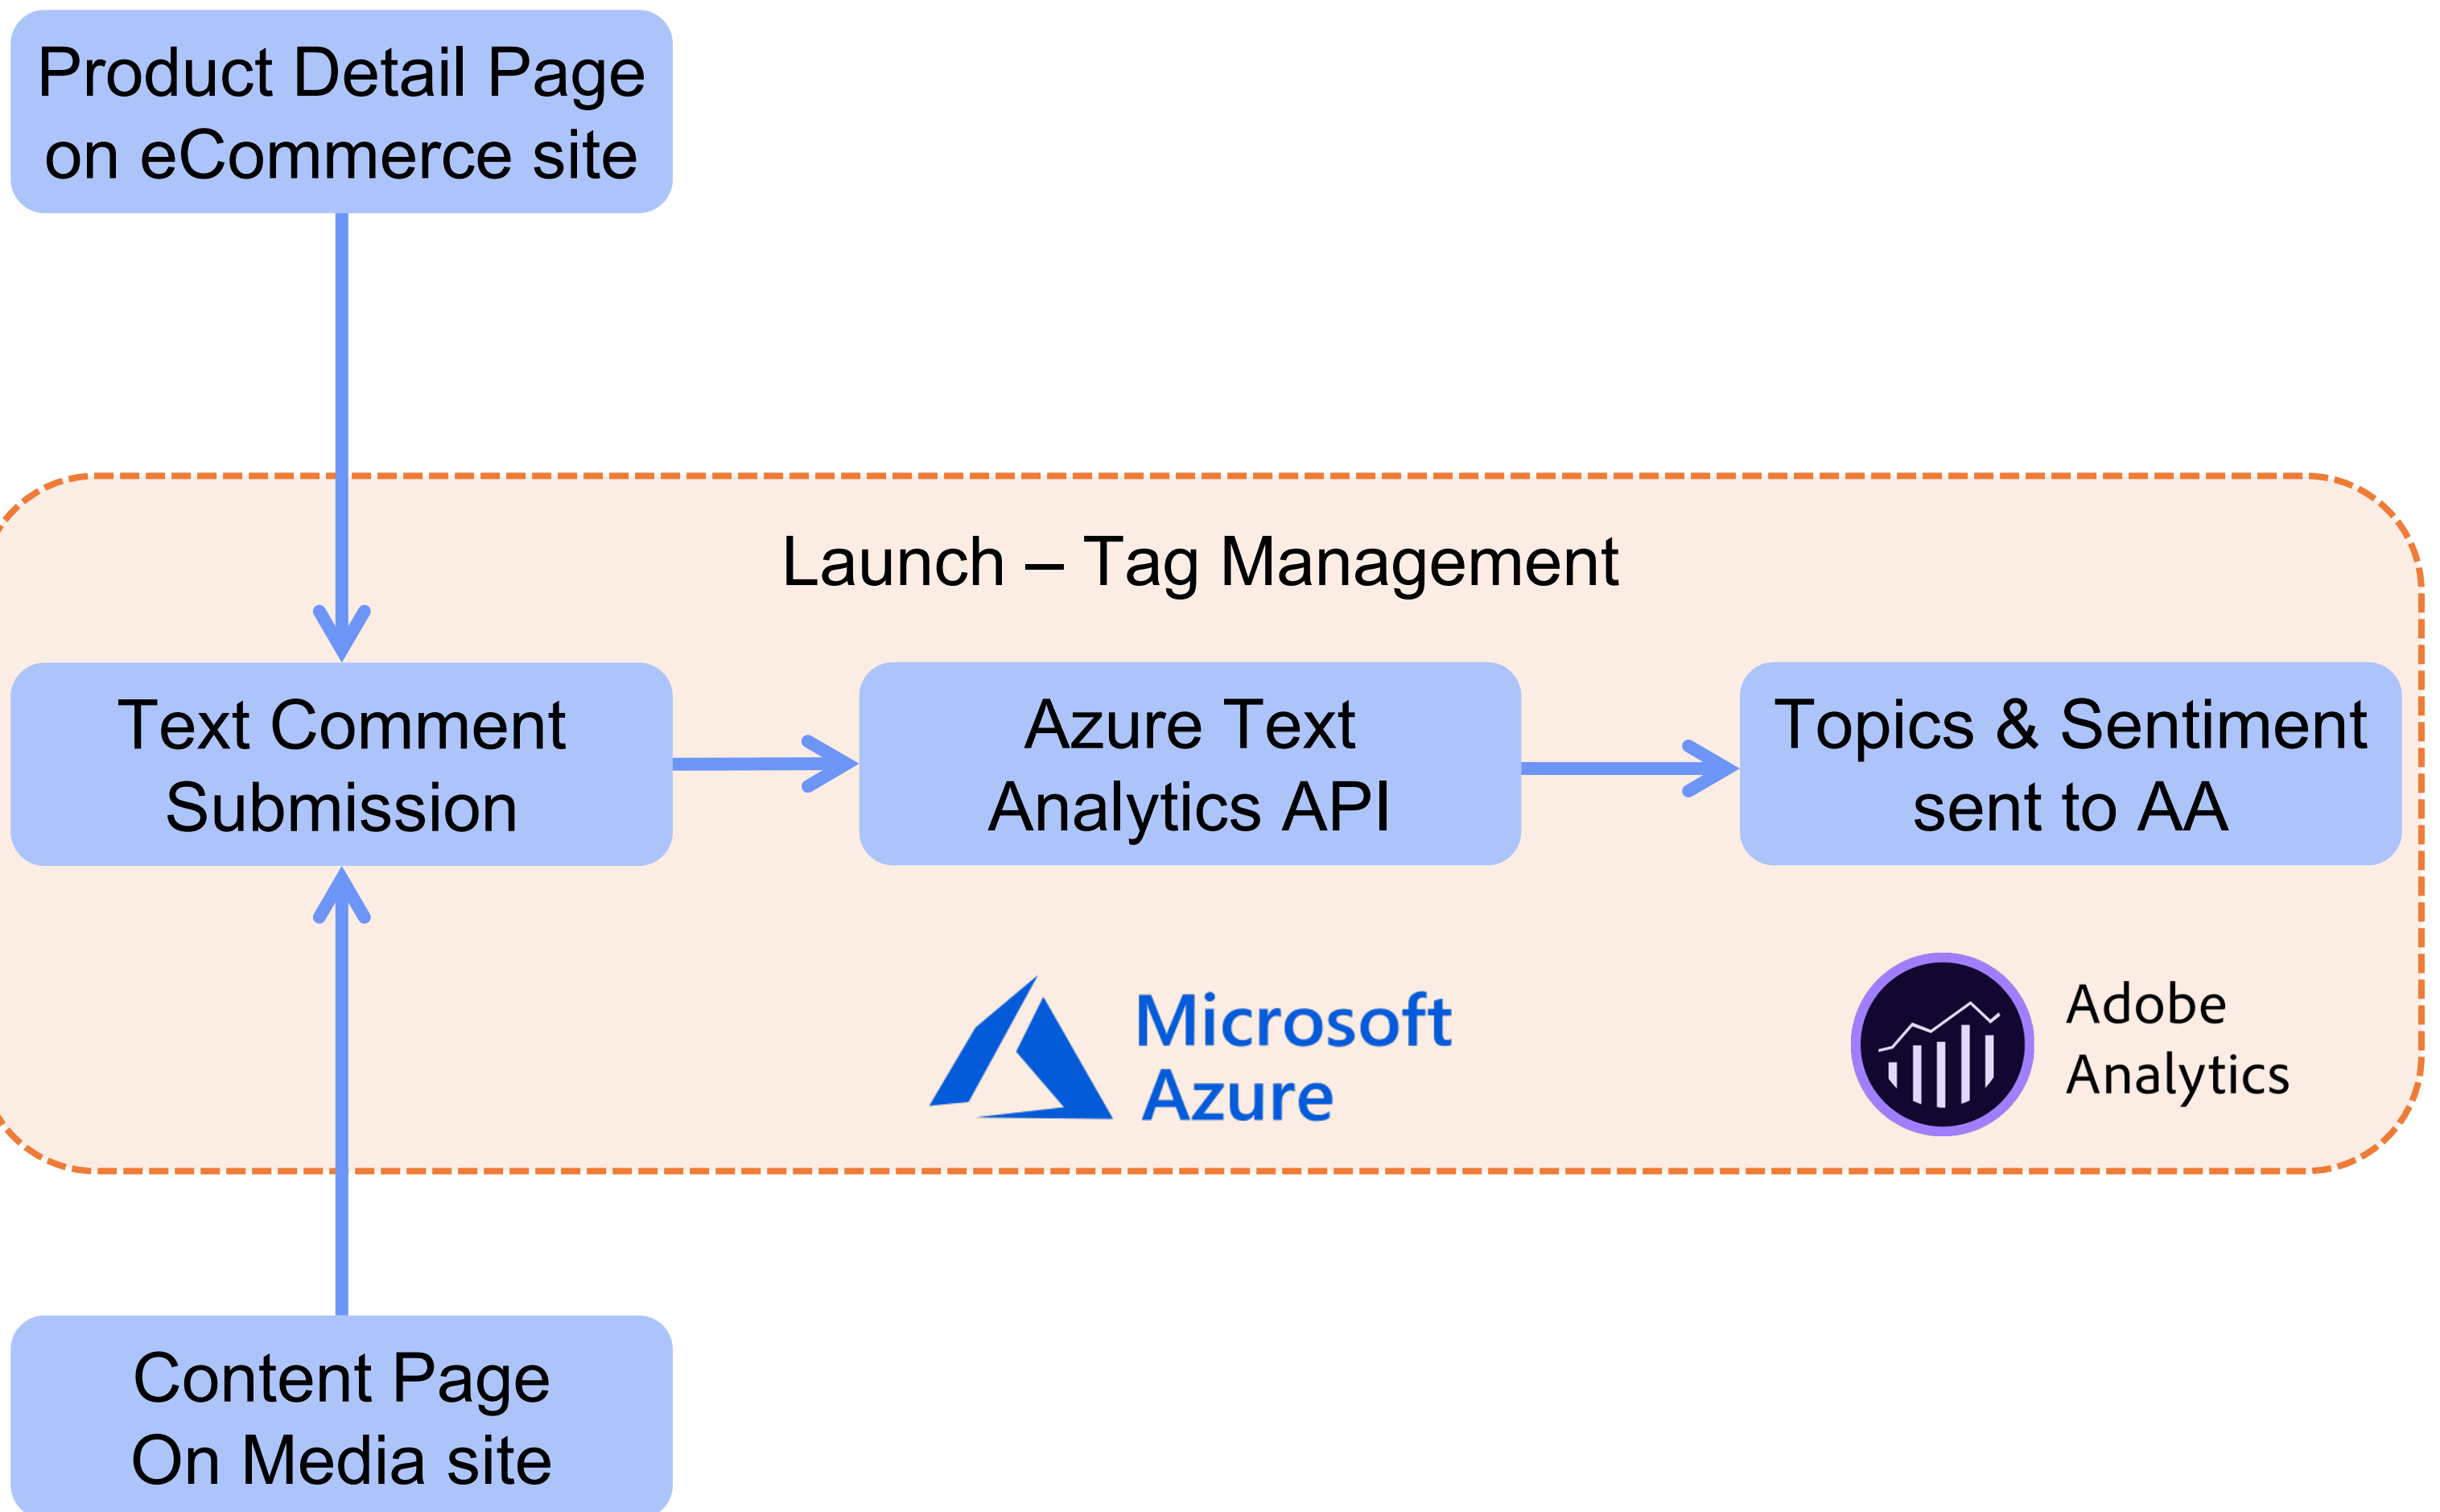 Product Detail Page
on eCommerce site
Launch – Tag Management
Text Comment
Submission
Azure Text
Analytics API
Topics & Sentiment
sent to AA
Microsoft
Azure
Adobe
Analytics
Content Page
On Media site